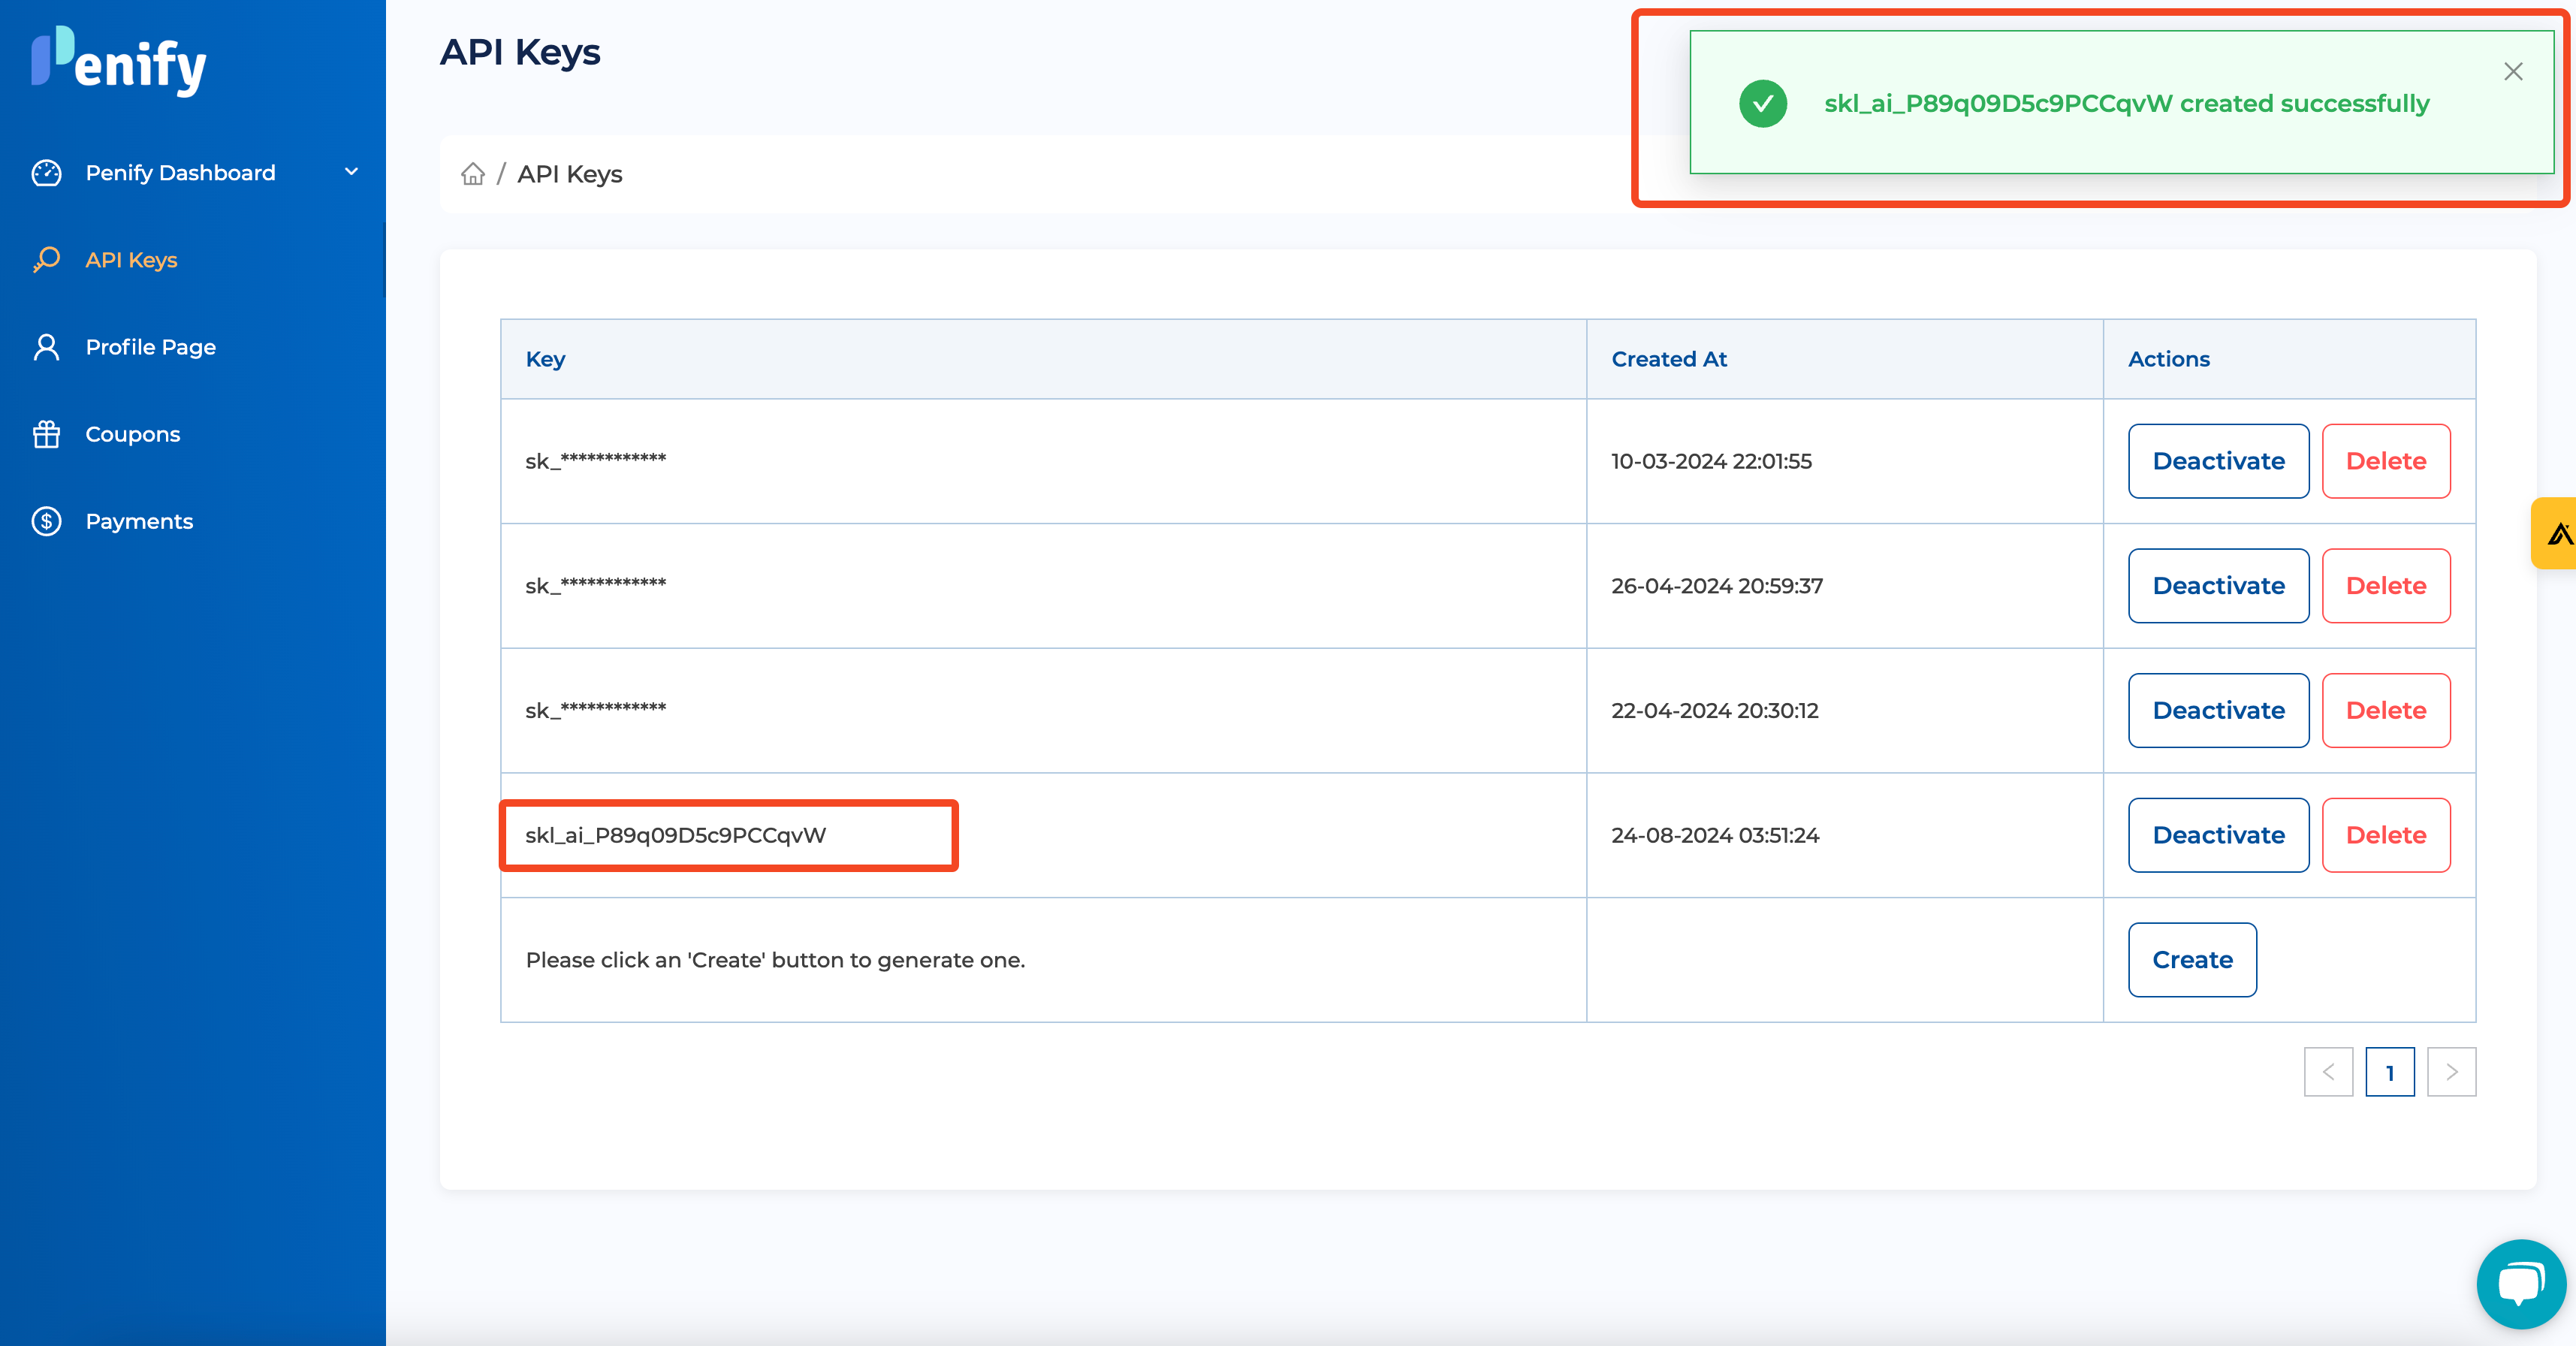 Penify
Penify Dashboard
API Keys
Profile Page
Coupons
Payments
API Keys
/ API Keys
skl_ai_P89q09D5c9PCCqvW created successfully
Key Created At Actions
sk_************ 10-03-2024 22:01:55 Deactivate Delete
sk_************ 26-04-2024 20:59:37 Deactivate Delete
sk_************ 22-04-2024 20:30:12 Deactivate Delete
skl_ai_P89q09D5c9PCCqvW 24-08-2024 03:51:24 Deactivate Delete
Please click an 'Create' button to generate one. Create
< 1 >